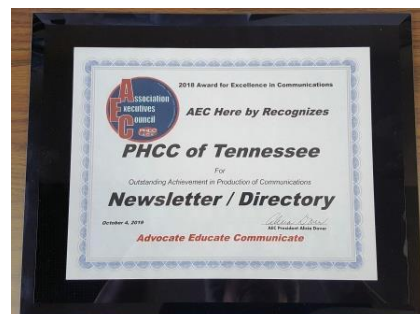 Association
Executives
Council
PHCC
2018 Award for Excellence in Communications
AEC Here by Recognizes
PHCC of Tennessee
For
Outstanding Achievement in Production of Communications
Newsletter / Directory
October 4, 2018
AEC President
Advocate Educate Communicate